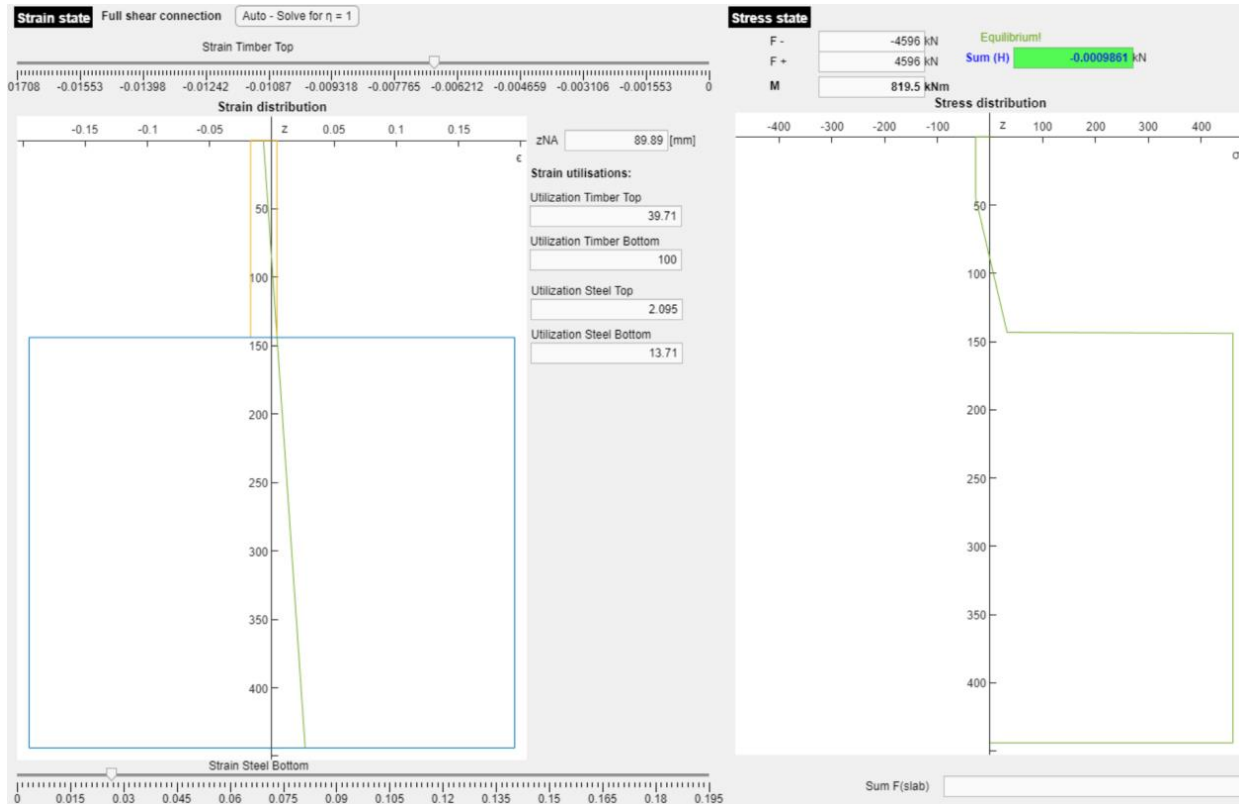 Strain state Full shear connection Auto - Solve for η = 1
Strain Timber Top
01708 -0.01553 -0.01398 -0.01242 -0.01087 -0.009318 -0.007765 -0.006212 -0.004659 -0.003106 -0.001553 0
Strain distribution
-0.15 -0.1 -0.05 z 0.05 0.1 0.15
ε
50
100
150
200
250
300
350
400
zNA 89.89 [mm]
Strain utilisations:
Utilization Timber Top
39.71
Utilization Timber Bottom
100
Utilization Steel Top
2.095
Utilization Steel Bottom
13.71
Strain Steel Bottom
0 0.015 0.03 0.045 0.06 0.075 0.09 0.105 0.12 0.135 0.15 0.165 0.18 0.195
Stress state
F - -4596 kN
F + 4596 kN
M 819.5 kNm
Equilibrium!
Sum (H) -0.0009861 kN
Stress distribution
-400 -300 -200 -100 z 100 200 300 400
σ
50
100
150
200
250
300
350
400
Sum F(slab)